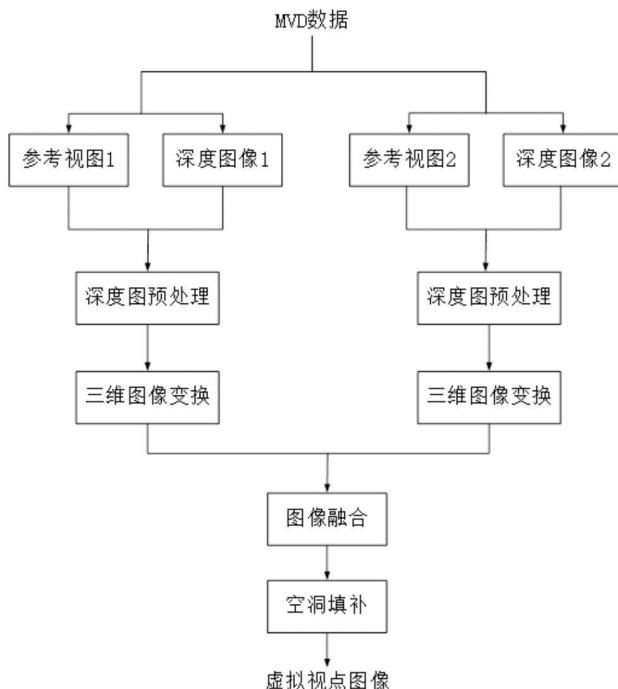 MVD数据
参考视图1
深度图像1
参考视图2
深度图像2
深度图预处理
深度图预处理
三维图像变换
三维图像变换
图像融合
空洞填补
虚拟视点图像